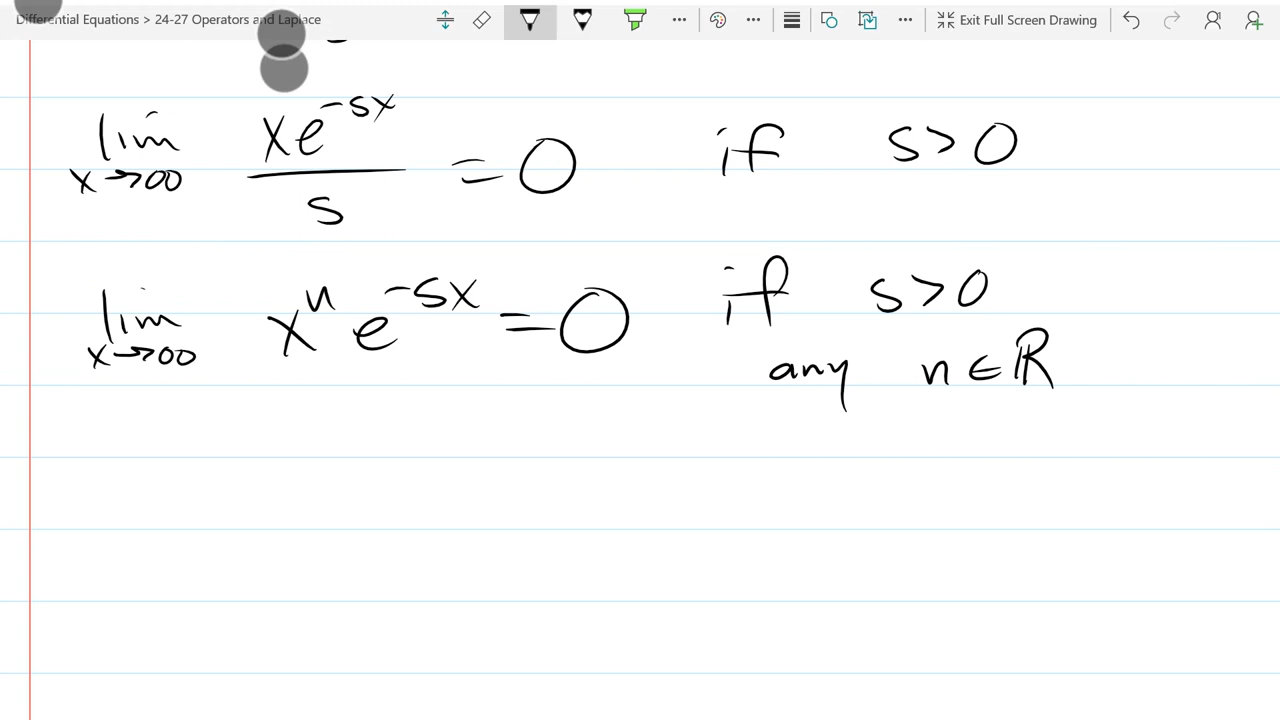 Differential Equations > 24-27 Operators and Laplace Exit Full Screen Drawing
lim x→∞ xe^{-sx}/s = 0 if s>0
lim x→∞ x^n e^{-sx} = 0 if s>0
any n∈ℝ